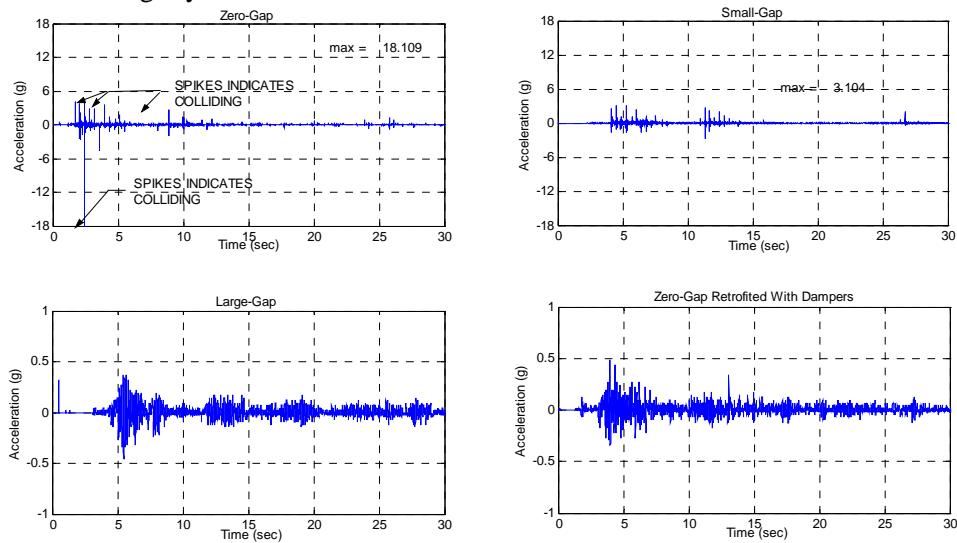 Zero-Gap
18
12
6
0
-6
-12
-18
Acceleration (g)
max = 18.109
SPIKES INDICATES
COLLIDING
SPIKES INDICATES
COLLIDING
0 5 10 15 20 25 30
Time (sec)
Small-Gap
18
12
6
0
-6
-12
-18
Acceleration (g)
max = 3.104
0 5 10 15 20 25 30
Time (sec)
Large-Gap
1
0.5
0
-0.5
-1
Acceleration (g)
0 5 10 15 20 25 30
Time (sec)
Zero-Gap Retrofited With Dampers
1
0.5
0
-0.5
-1
Acceleration (g)
0 5 10 15 20 25 30
Time (sec)